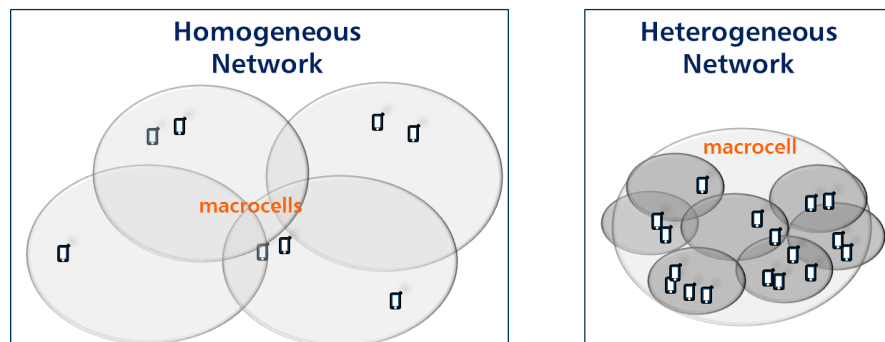 Homogeneous
Network
macrocells
Heterogeneous
Network
macrocell